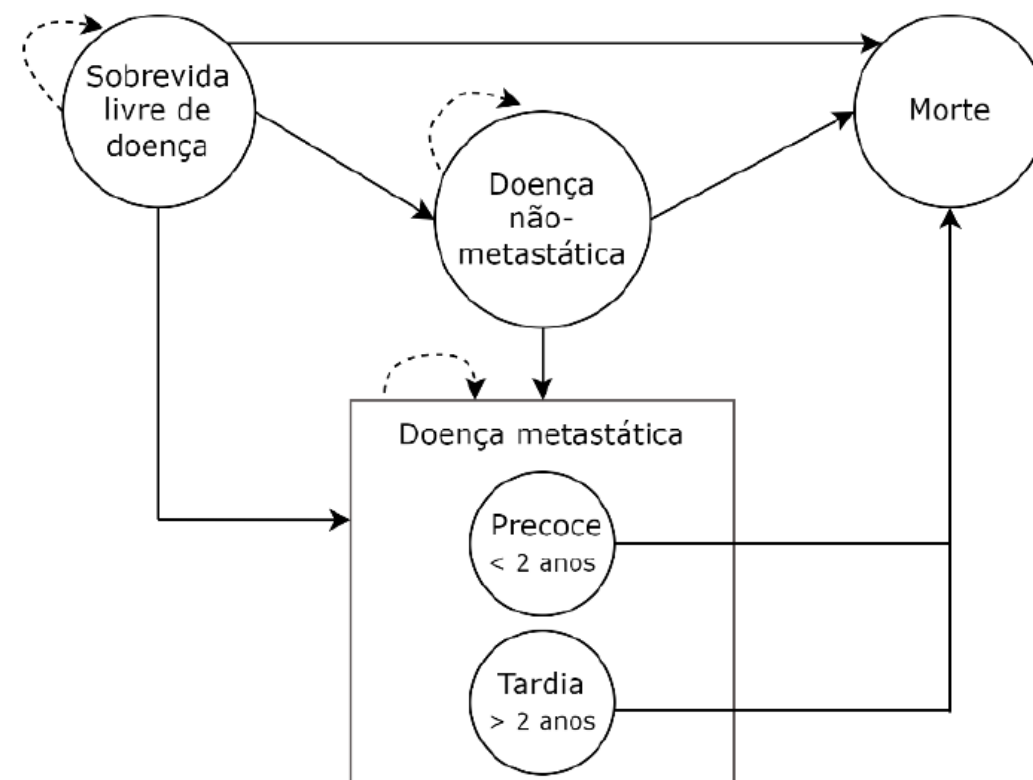 Sobrevida
livre de
doença
Morte
Doença
não-
metastática
Doença metastática
Precoce
< 2 anos
Tardia
> 2 anos